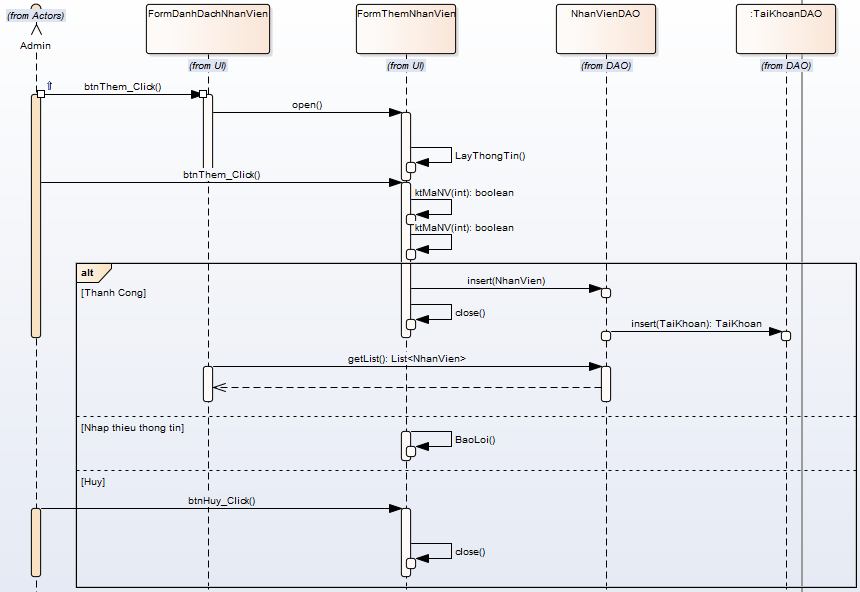 (from Actors)
Admin
FormDanhDachNhanVien
(from UI)
FormThemNhanVien
(from UI)
NhanVienDAO
(from DAO)
:TaiKhoanDAO
(from DAO)
btnThem_Click()
open()
LayThongTin()
btnThem_Click()
ktMaNV(int): boolean
ktMaNV(int): boolean
alt
[Thanh Cong]
insert(NhanVien)
close()
insert(TaiKhoan): TaiKhoan
getList(): List<NhanVien>
[Nhap thieu thong tin]
BaoLoi()
[Huy]
btnHuy_Click()
close()